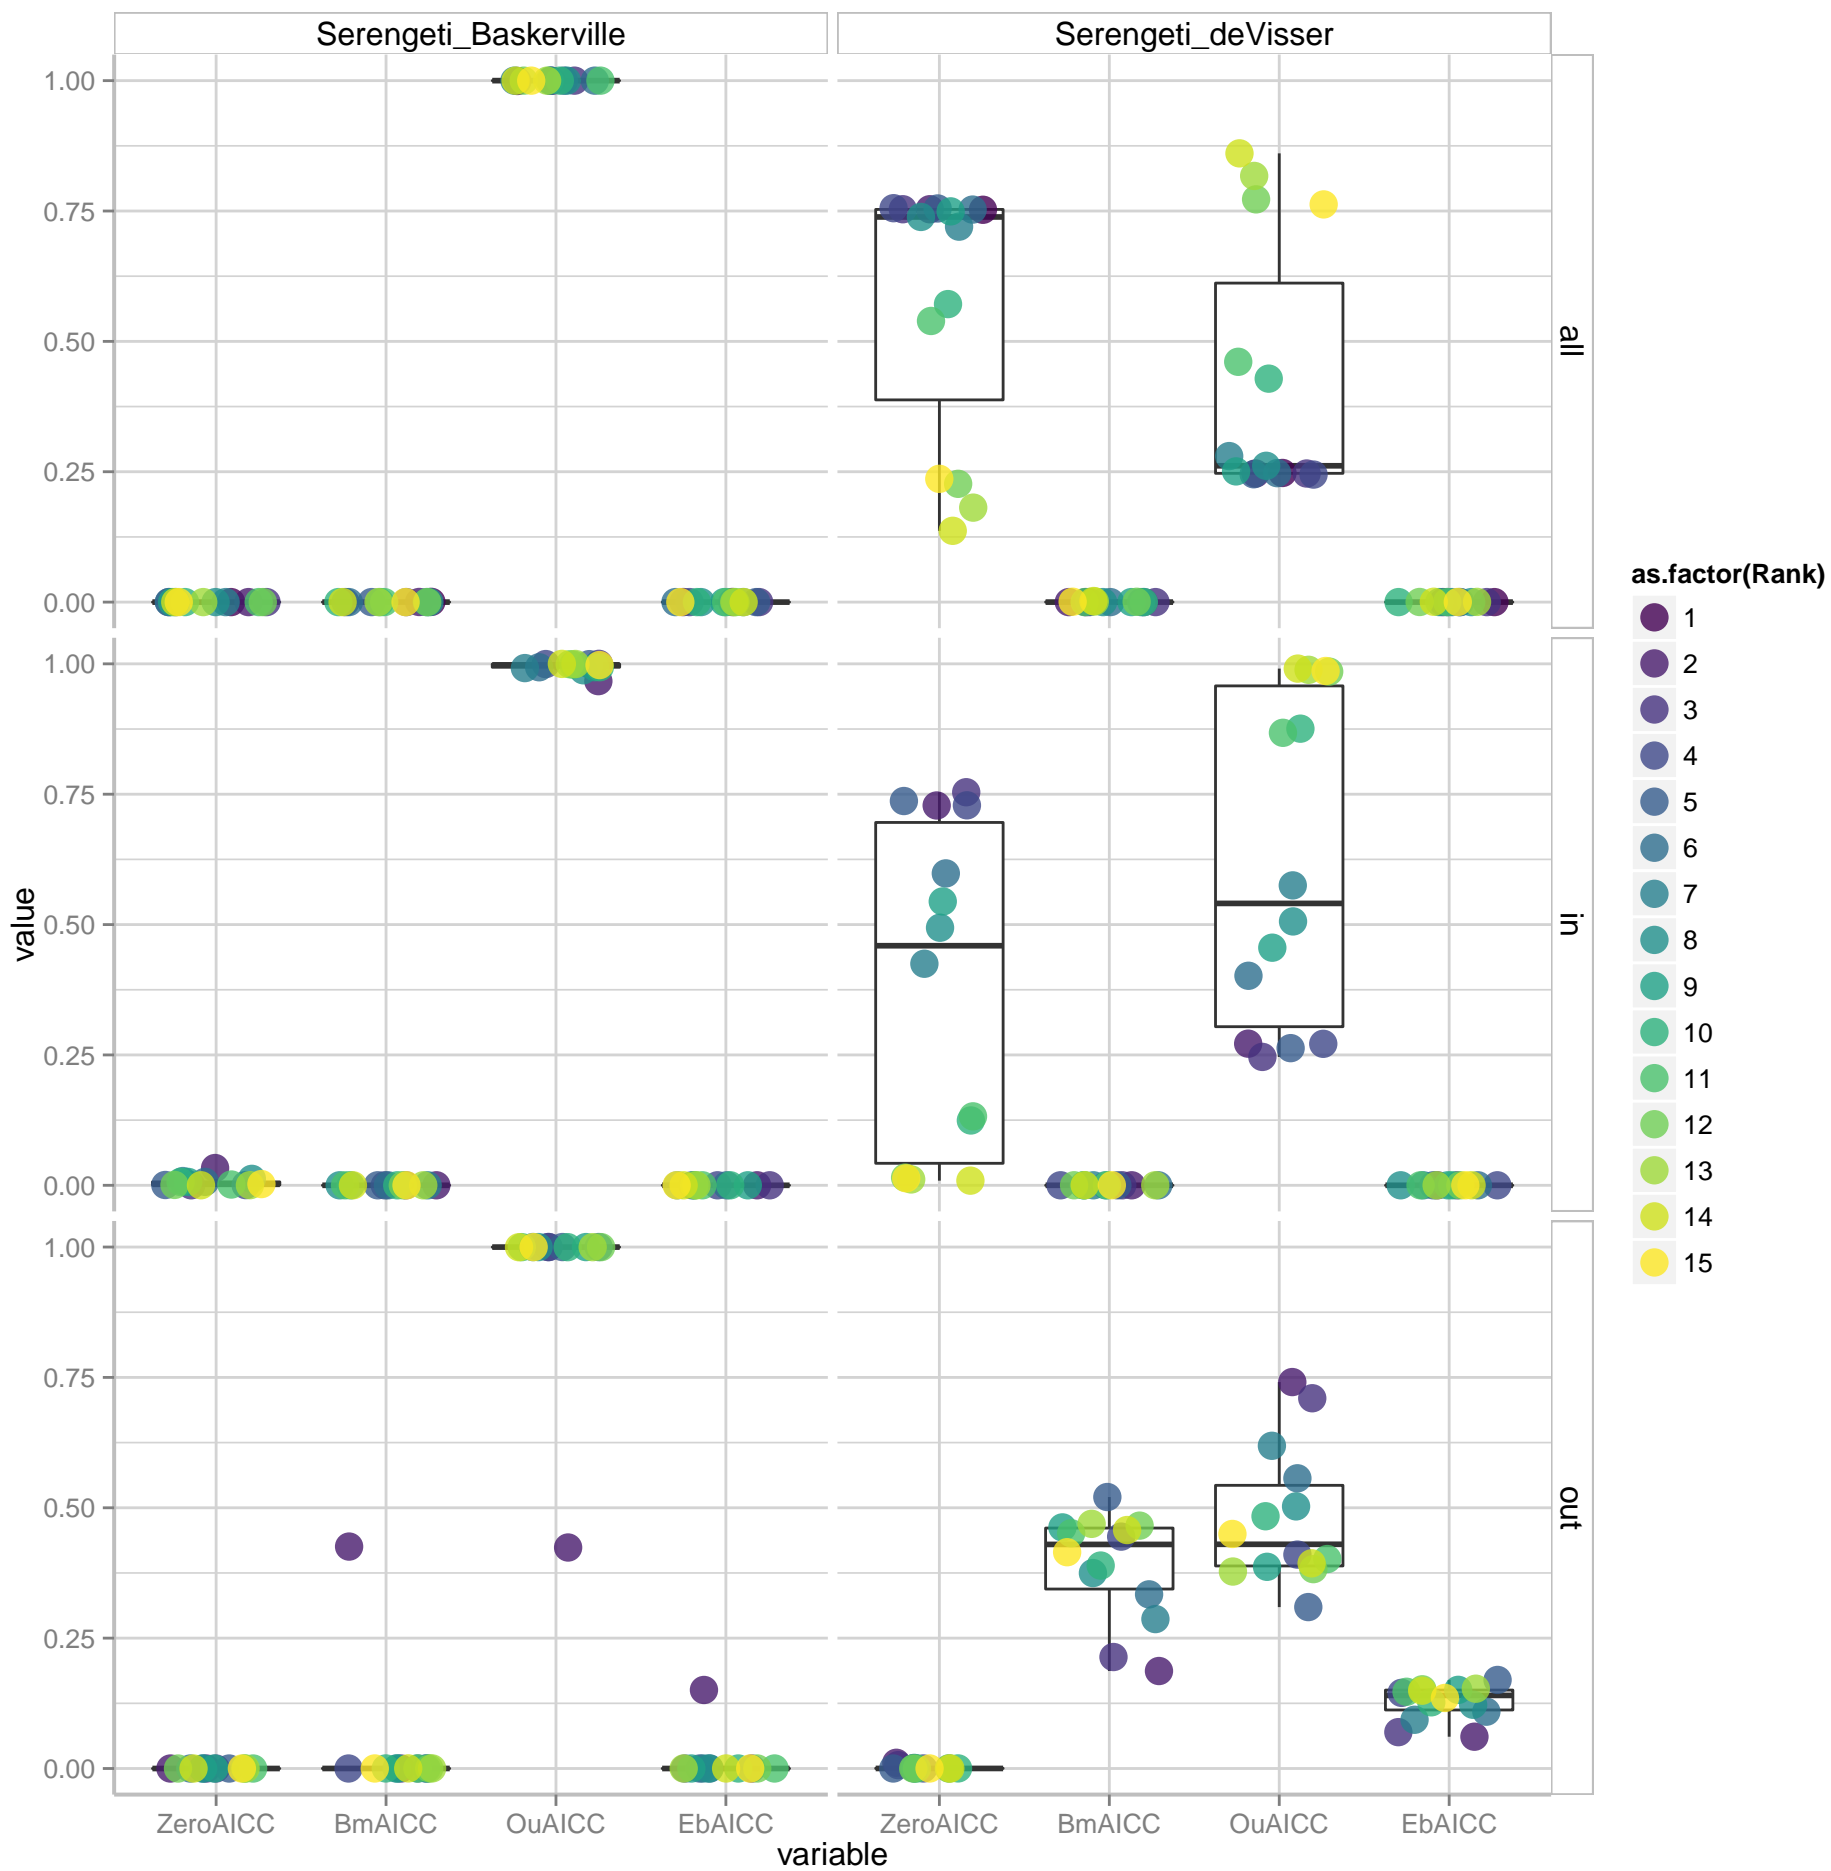 Serengeti_Baskerville
Serengeti_deVisser
1.00
0.75
0.50
0.25
0.00
all
1.00
0.75
0.50
0.25
0.00
in
1.00
0.75
0.50
0.25
0.00
out
value
ZeroAICC
BmAICC
OuAICC
EbAICC
ZeroAICC
BmAICC
OuAICC
EbAICC
variable
as.factor(Rank)
1
2
3
4
5
6
7
8
9
10
11
12
13
14
15